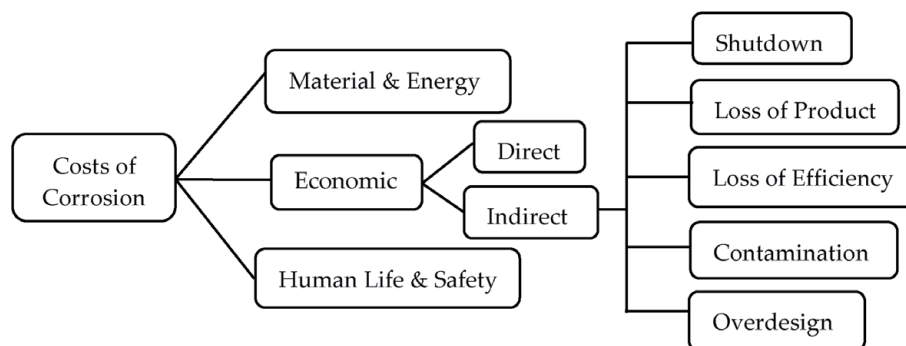 Costs of
Corrosion
Material & Energy
Economic
Human Life & Safety
Direct
Indirect
Shutdown
Loss of Product
Loss of Efficiency
Contamination
Overdesign